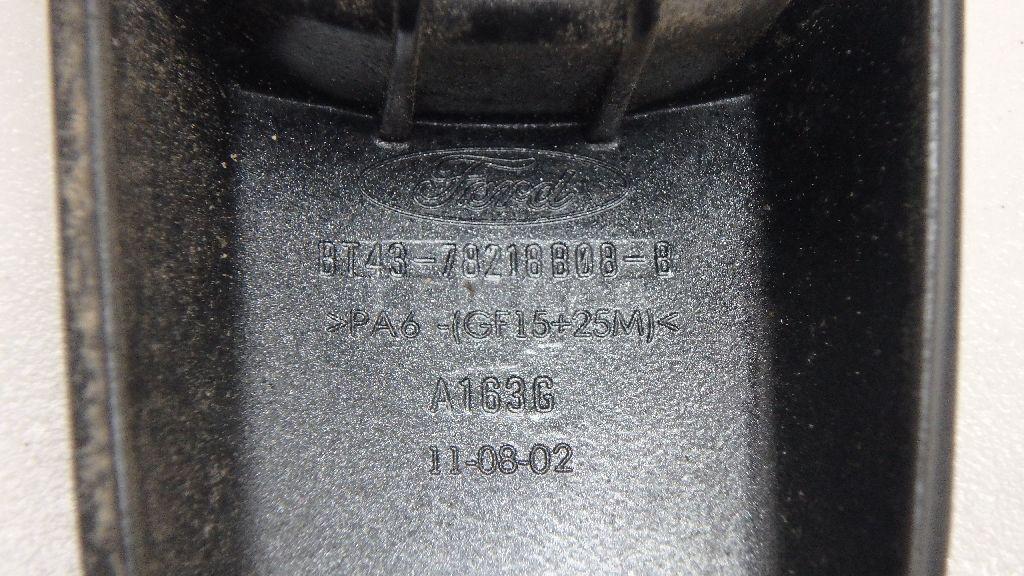 Ford
BT43-78218B08-B
>PA6 -(GF15+25M)<
A163G
11-08-02